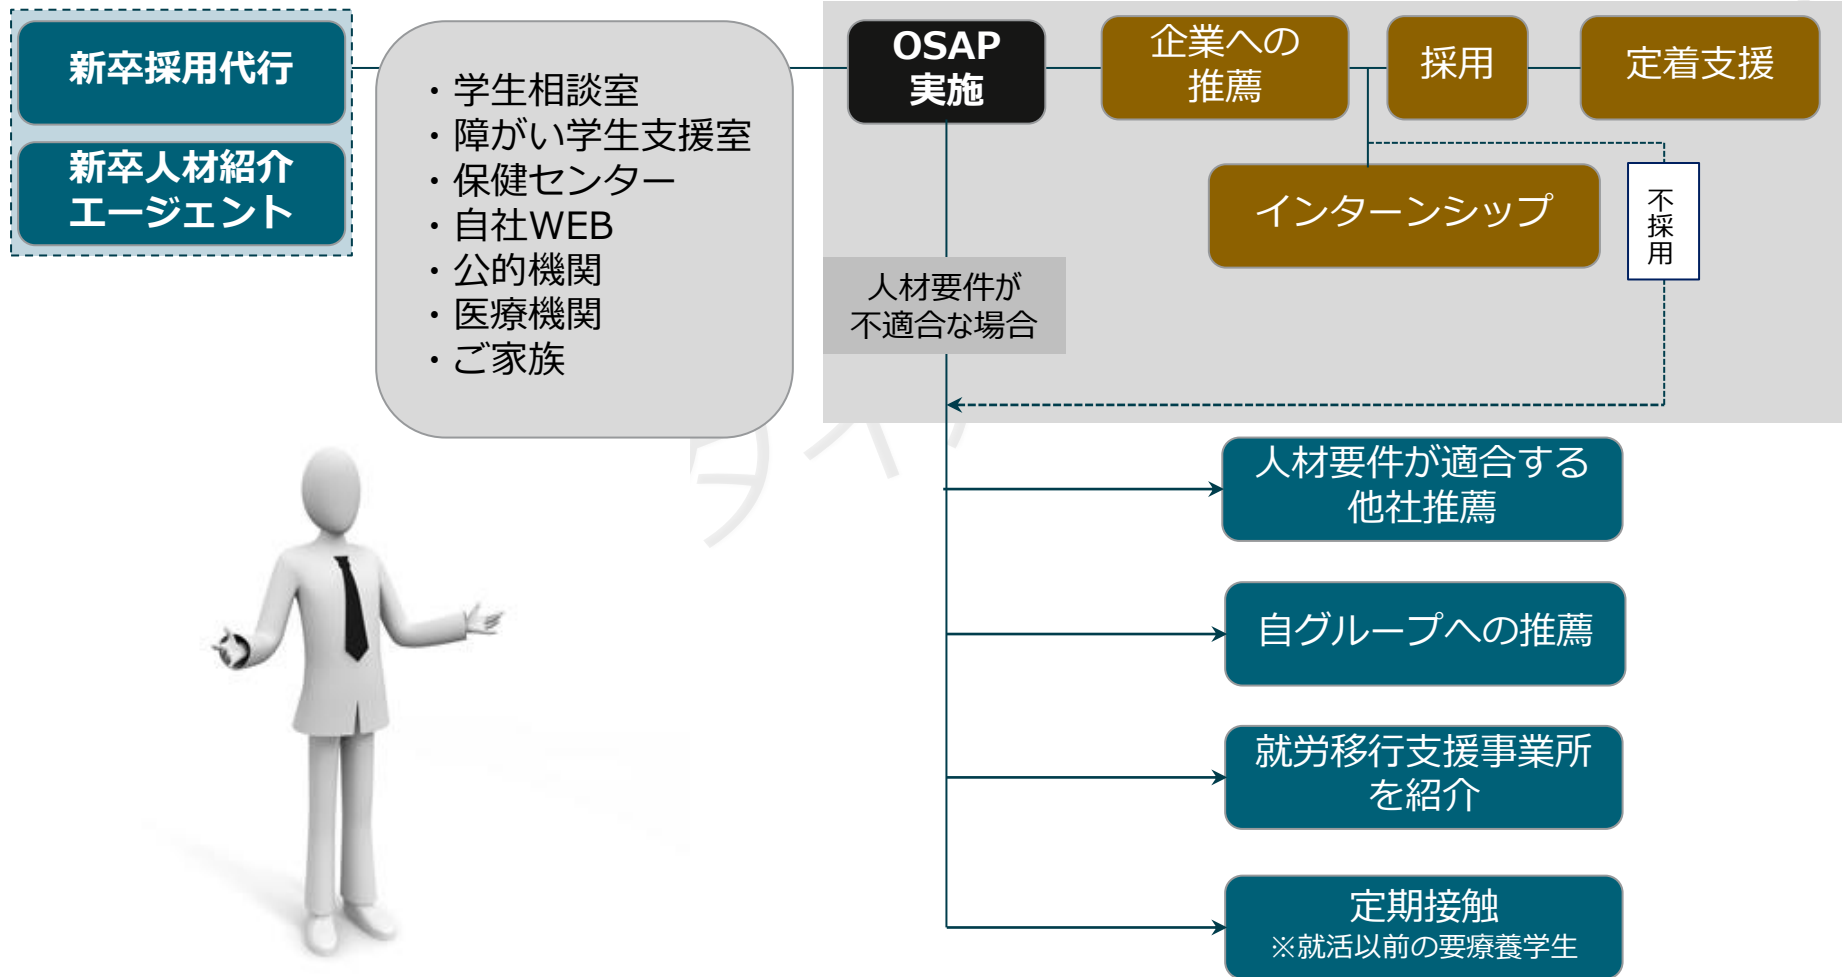 新卒採用代行
新卒人材紹介
エージェント
・学生相談室
・障がい学生支援室
・保健センター
・自社WEB
・公的機関
・医療機関
・ご家族
OSAP
実施
企業への
推薦
採用
定着支援
インターンシップ
不採用
人材要件が
不適合な場合
人材要件が適合する
他社推薦
自グループへの推薦
就労移行支援事業所
を紹介
定期接触
※就活以前の要療養学生